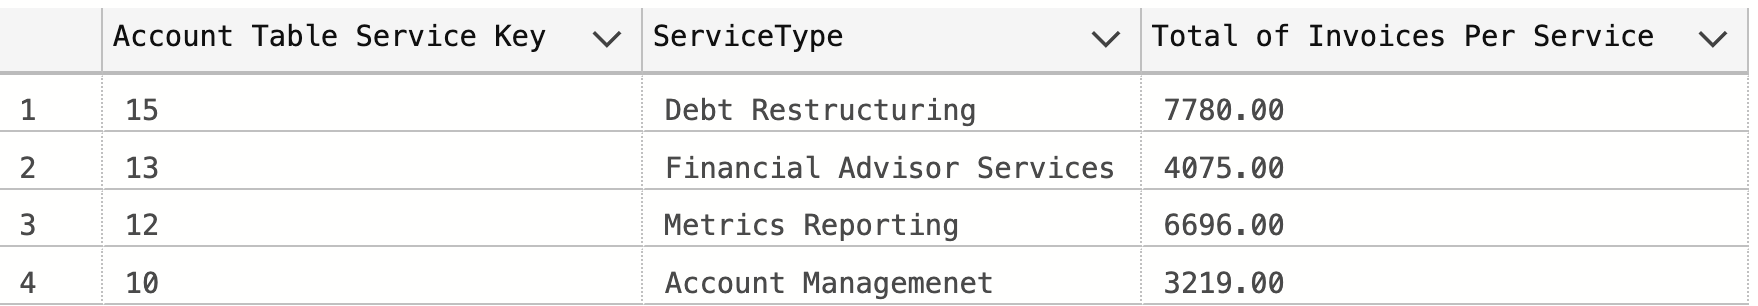 Account Table Service Key ServiceType Total of Invoices Per Service
1 15 Debt Restructuring 7780.00
2 13 Financial Advisor Services 4075.00
3 12 Metrics Reporting 6696.00
4 10 Account Managemenet 3219.00